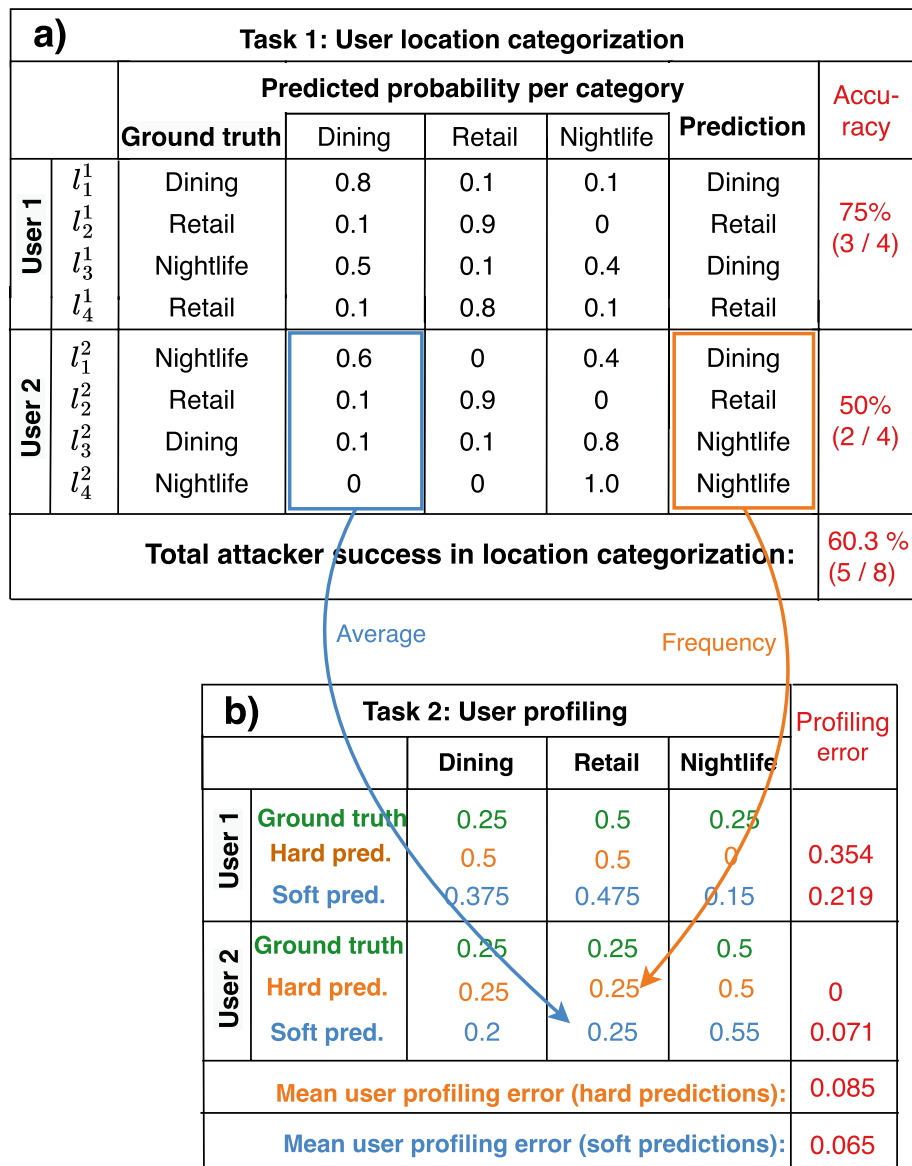 a) Task 1: User location categorization
Predicted probability per category Accu-
racy
Ground truth Dining Retail Nightlife Prediction
User 1
l₁¹ Dining 0.8 0.1 0.1 Dining
l₂¹ Retail 0.1 0.9 0 Retail
l₃¹ Nightlife 0.5 0.1 0.4 Dining
l₄¹ Retail 0.1 0.8 0.1 Retail
75%
(3 / 4)
User 2
l₁² Nightlife 0.6 0 0.4 Dining
l₂² Retail 0.1 0.9 0 Retail
l₃² Dining 0.1 0.1 0.8 Nightlife
l₄² Nightlife 0 0 1.0 Nightlife
50%
(2 / 4)
Total attacker success in location categorization: 60.3 %
(5 / 8)
Average
Frequency
b) Task 2: User profiling Profiling
error
Dining Retail Nightlife
User 1
Ground truth 0.25 0.5 0.25
Hard pred. 0.5 0.5 0 0.354
Soft pred. 0.375 0.475 0.15 0.219
User 2
Ground truth 0.25 0.25 0.5
Hard pred. 0.25 0.25 0.5 0
Soft pred. 0.2 0.25 0.55 0.071
Mean user profiling error (hard predictions): 0.085
Mean user profiling error (soft predictions): 0.065